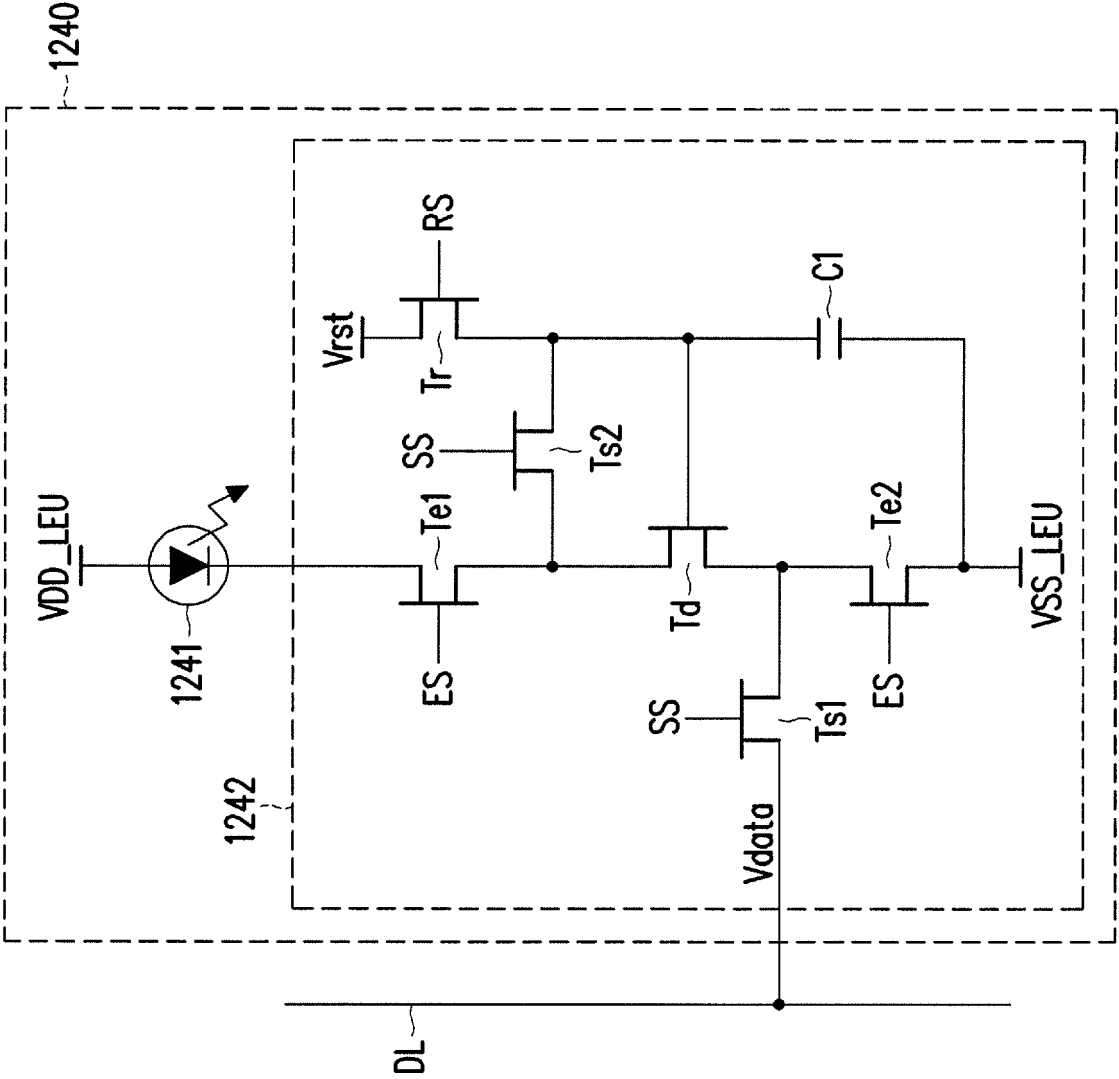 1240
VDD_LEU
1241
1242
Vrst
RS
Tr
SS
Ts2
ES
Te1
C1
Td
SS
Ts1
Te2
ES
VSS_LEU
Vdata
DL